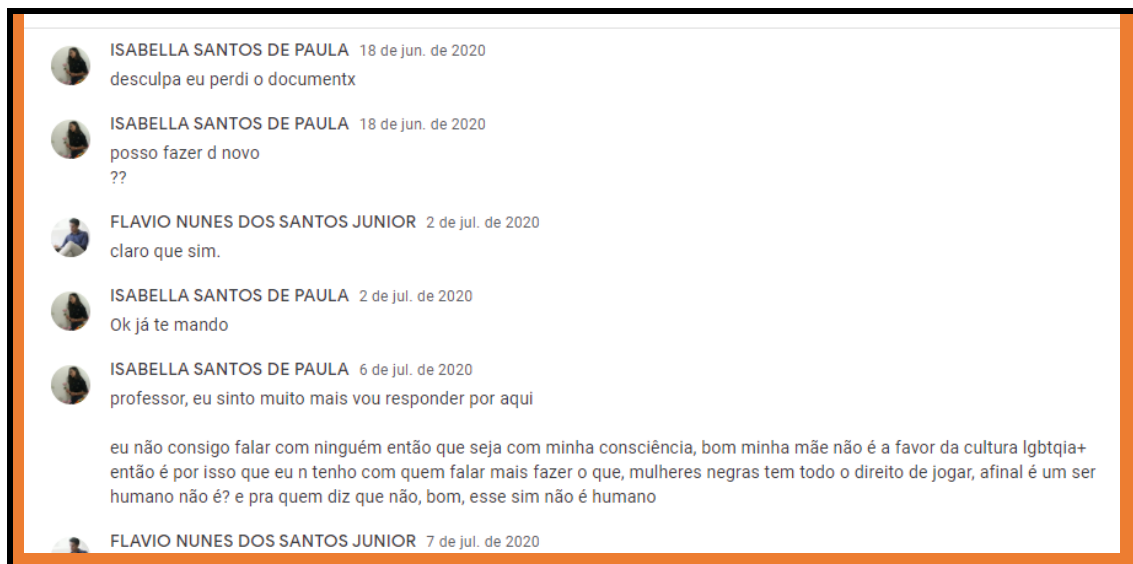 ISABELLA SANTOS DE PAULA 18 de jun. de 2020
desculpa eu perdi o documentx
ISABELLA SANTOS DE PAULA 18 de jun. de 2020
posso fazer d novo
??
FLAVIO NUNES DOS SANTOS JUNIOR 2 de jul. de 2020
claro que sim.
ISABELLA SANTOS DE PAULA 2 de jul. de 2020
Ok já te mando
ISABELLA SANTOS DE PAULA 6 de jul. de 2020
professor, eu sinto muito mais vou responder por aqui
eu não consigo falar com ninguém então que seja com minha consciência, bom minha mãe não é a favor da cultura lgbtqia+
então é por isso que eu n tenho com quem falar mais fazer o que, mulheres negras tem todo o direito de jogar, afinal é um ser
humano não é? e pra quem diz que não, bom, esse sim não é humano
FLAVIO NUNES DOS SANTOS JUNIOR 7 de jul. de 2020